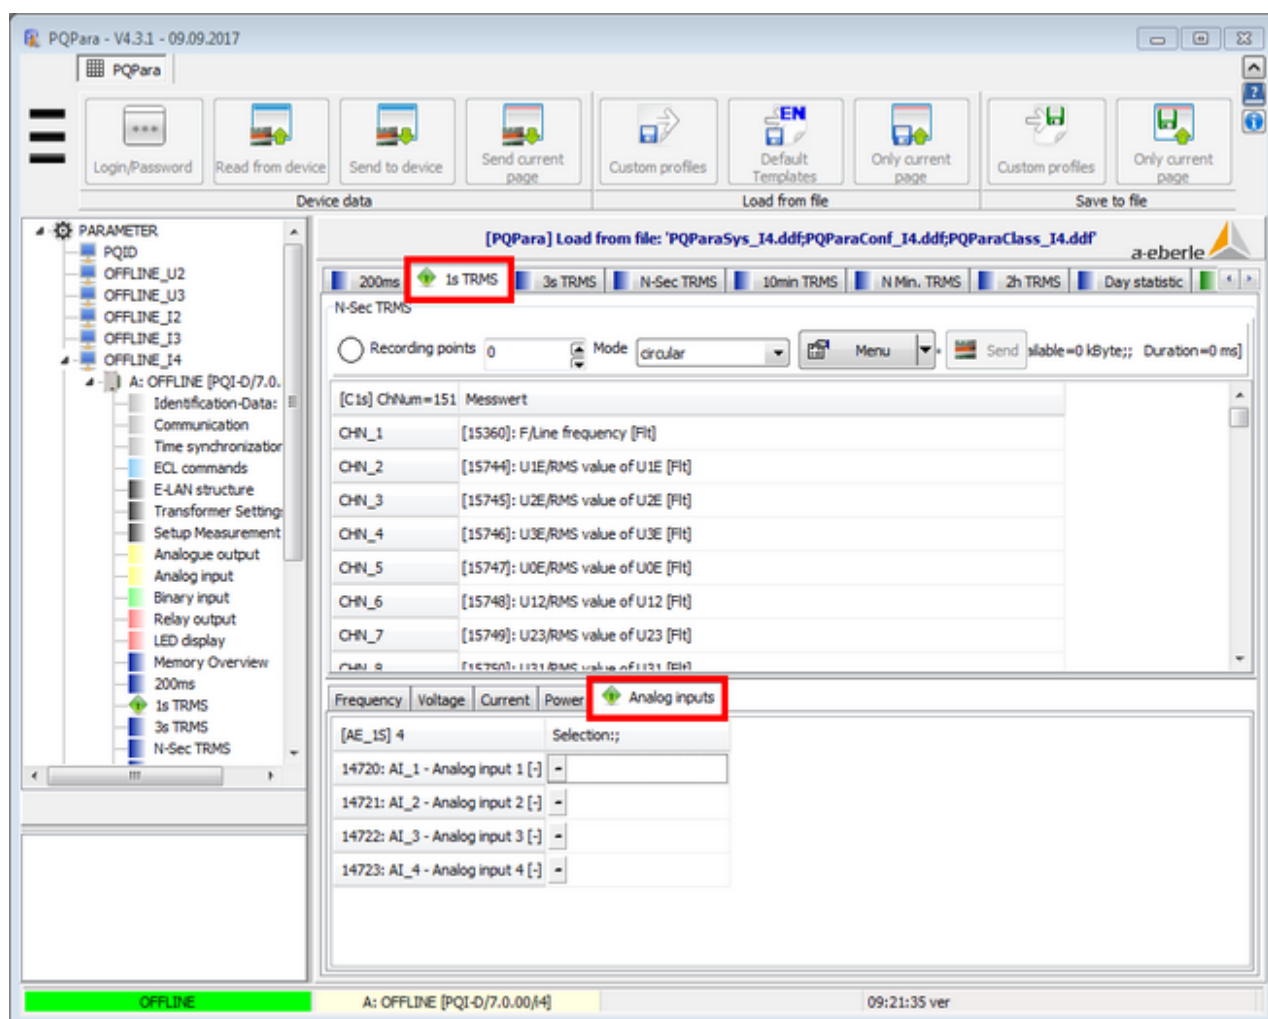 PQPara - V4.3.1 - 09.09.2017
PQPara
Login/Password
Read from device
Send to device
Send current page
Custom profiles
EN
Default Templates
Only current page
Custom profiles
Only current page
Device data
Load from file
Save to file
PARAMETER
PQID
OFFLINE_U2
OFFLINE_U3
OFFLINE_I2
OFFLINE_I3
OFFLINE_I4
A: OFFLINE [PQI-D/7.0.
Identification-Data:
Communication
Time synchronization
ECL commands
E-LAN structure
Transformer Setting
Setup Measurement
Analogue output
Analog input
Binary input
Relay output
LED display
Memory Overview
200ms
1s TRMS
3s TRMS
N-Sec TRMS
[PQPara] Load from file: 'PQParaSys_I4.ddf;PQParaConf_I4.ddf;PQParaClass_I4.ddf'
a-eberle
200ms
1s TRMS
3s TRMS
N-Sec TRMS
10min TRMS
N Min. TRMS
2h TRMS
Day statistic
N-Sec TRMS
Recording points 0
Mode circular
Menu
Send
ailable=0 kByte;; Duration=0 ms]
[C1s] ChNum=151 Messwert
CHN_1 [15360]: F/Line frequency [Flt]
CHN_2 [15744]: U1E/RMS value of U1E [Flt]
CHN_3 [15745]: U2E/RMS value of U2E [Flt]
CHN_4 [15746]: U3E/RMS value of U3E [Flt]
CHN_5 [15747]: U0E/RMS value of U0E [Flt]
CHN_6 [15748]: U12/RMS value of U12 [Flt]
CHN_7 [15749]: U23/RMS value of U23 [Flt]
CHN_8 [15750]: U31/RMS value of U31 [Flt]
Frequency
Voltage
Current
Power
Analog inputs
[AE_1S] 4 Selection:;
14720: AI_1 - Analog input 1 [-] -
14721: AI_2 - Analog input 2 [-] -
14722: AI_3 - Analog input 3 [-] -
14723: AI_4 - Analog input 4 [-] -
OFFLINE
A: OFFLINE [PQI-D/7.0.00/i4]
09:21:35 ver